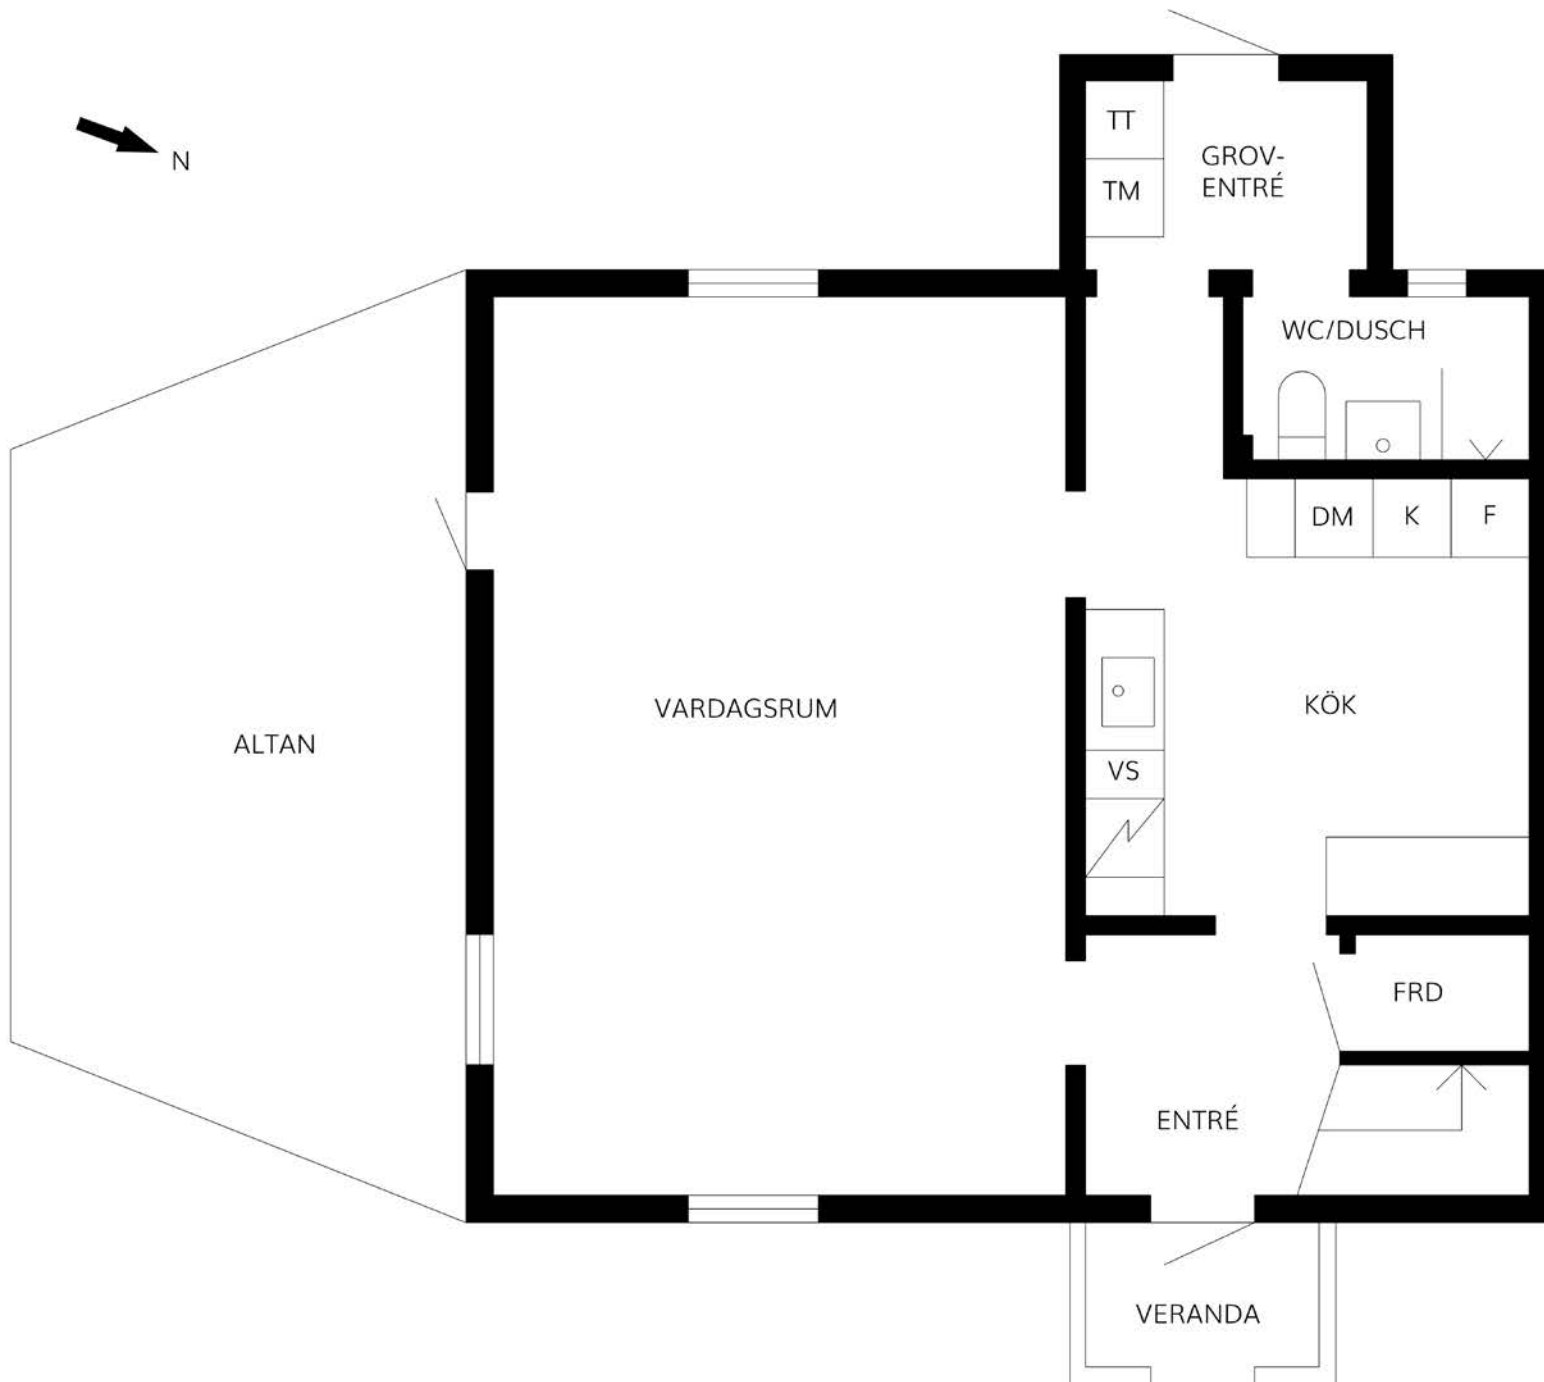 TT
GROV-
ENTRÉ
N
TM
WC/DUSCH
DM
K
F
VARDAGSRUM
KÖK
ALTAN
VS
FRD
ENTRÉ
VERANDA